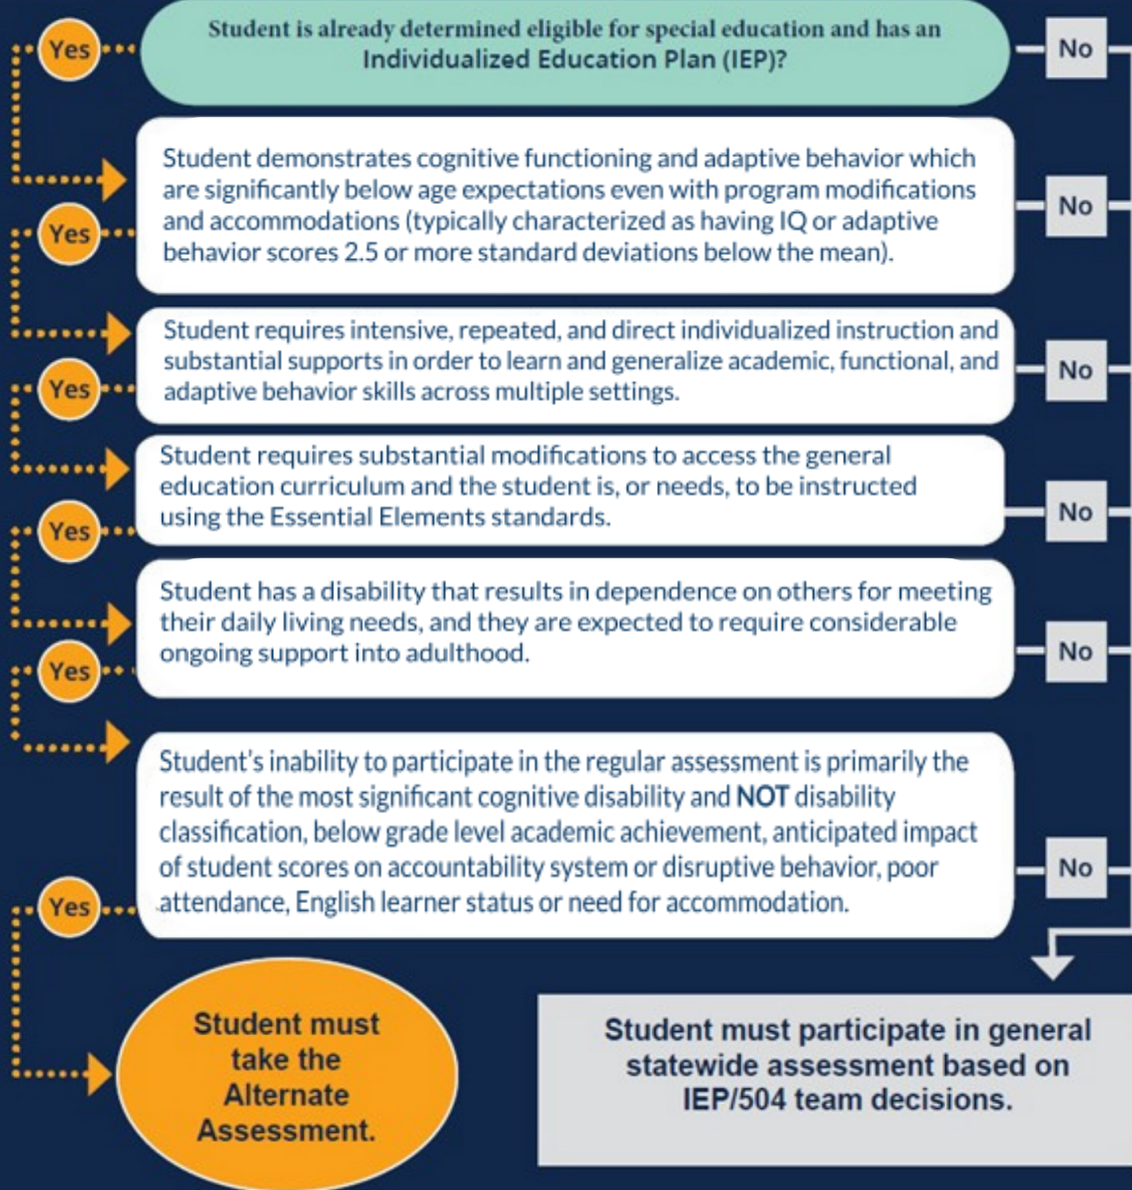 Student is already determined eligible for special education and has an
Individualized Education Plan (IEP)?
Yes
No
Student demonstrates cognitive functioning and adaptive behavior which
are significantly below age expectations even with program modifications
and accommodations (typically characterized as having IQ or adaptive
behavior scores 2.5 or more standard deviations below the mean).
Yes
No
Student requires intensive, repeated, and direct individualized instruction and
substantial supports in order to learn and generalize academic, functional, and
adaptive behavior skills across multiple settings.
Yes
No
Student requires substantial modifications to access the general
education curriculum and the student is, or needs, to be instructed
using the Essential Elements standards.
Yes
No
Student has a disability that results in dependence on others for meeting
their daily living needs, and they are expected to require considerable
ongoing support into adulthood.
Yes
No
Student's inability to participate in the regular assessment is primarily the
result of the most significant cognitive disability and NOT disability
classification, below grade level academic achievement, anticipated impact
of student scores on accountability system or disruptive behavior, poor
attendance, English learner status or need for accommodation.
Yes
No
Student must
take the
Alternate
Assessment.
Student must participate in general
statewide assessment based on
IEP/504 team decisions.